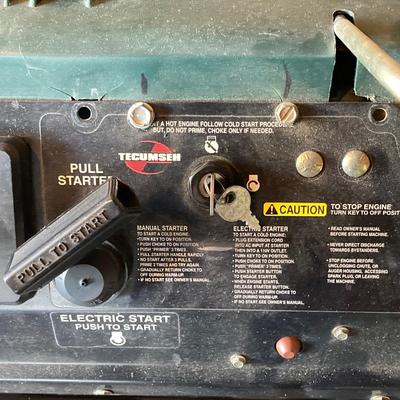 A HOT ENGINE FOLLOW COLD START PROCEDURE
BUT, DO NOT PRIME, CHOKE ONLY IF NEEDED.
TECUMSEH
PULL
STARTER
PULL TO START
CAUTION
TO STOP ENGINE
TURN KEY TO OFF POSIT
MANUAL STARTER
TO START A COLD ENGINE:
• TURN KEY TO ON POSITION.
• PUSH CHOKE TO ON POSITION.
• PUSH "PRIMER" 3 TIMES.
• PULL STARTER HANDLE RAPIDLY
• IF NO START AFTER 3 PULLS,
PRIME 2 TIMES AND TRY AGAIN.
• GRADUALLY RETURN CHOKE TO
OFF DURING WARM-UP.
• IF NO START SEE OWNER'S MANUAL.
ELECTRIC STARTER
TO START A COLD ENGINE:
• PLUG EXTENSION CORD
INTO AC INPUT AT STARTER
THEN INTO A 110V OUTLET.
• TURN KEY TO ON POSITION.
• PUSH CHOKE TO ON POSITION.
• PUSH "PRIMER" 2 TIMES.
• PUSH STARTER BUTTON
TO ENGAGE STARTER.
• WHEN ENGINE STARTS,
RELEASE STARTER BUTTON.
• GRADUALLY RETURN CHOKE TO
OFF DURING WARM-UP
• IF NO START SEE OWNER'S MANUAL.
• READ OWNER'S MANUAL
BEFORE STARTING MACHINE.
• NEVER DIRECT DISCHARGE
TOWARDS BYSTANDERS.
• STOP ENGINE BEFORE
UNCLOGGING CHUTE, OR
AUGER HOUSING, ACCESSING
SPARK PLUG, OR LEAVING
THE MACHINE.
ELECTRIC START
PUSH TO START